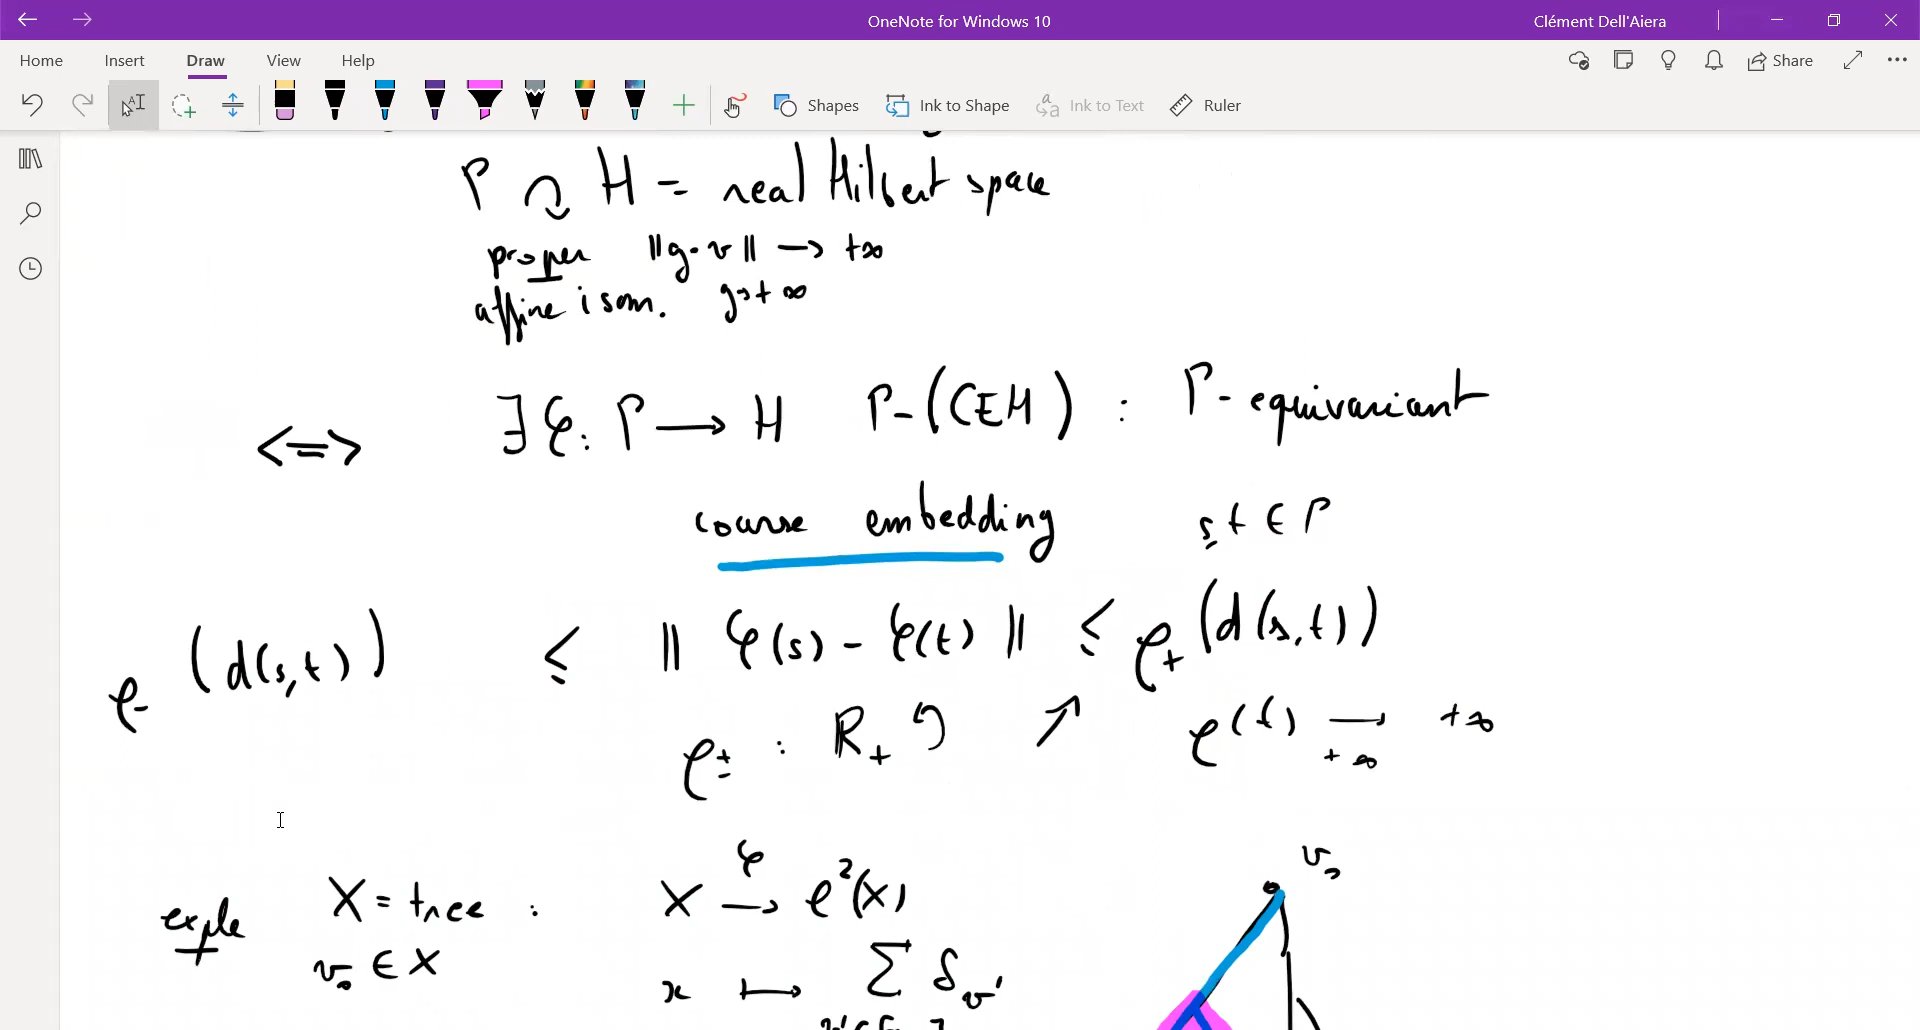 OneNote for Windows 10
Clément Dell'Aiera
Home Insert Draw View Help
Share
Shapes Ink to Shape Ink to Text Ruler
Γ ↷ H = real Hilbert space
proper ‖g·v‖ → +∞
affine isom. g→+∞
<=> ∃ φ: Γ → H Γ-(CEH) : Γ-equivariant
coarse embedding s,t ∈ Γ
ρ₋(d(s,t)) ≤ ‖φ(s) - φ(t)‖ ≤ ρ₊(d(s,t))
ρ± : R₊ ↺ ↗ ρ(t) → +∞
+∞
v₀
exple X = tree : X →^φ ℓ²(X)
v₀ ∈ X
x ↦ Σ δ_v'